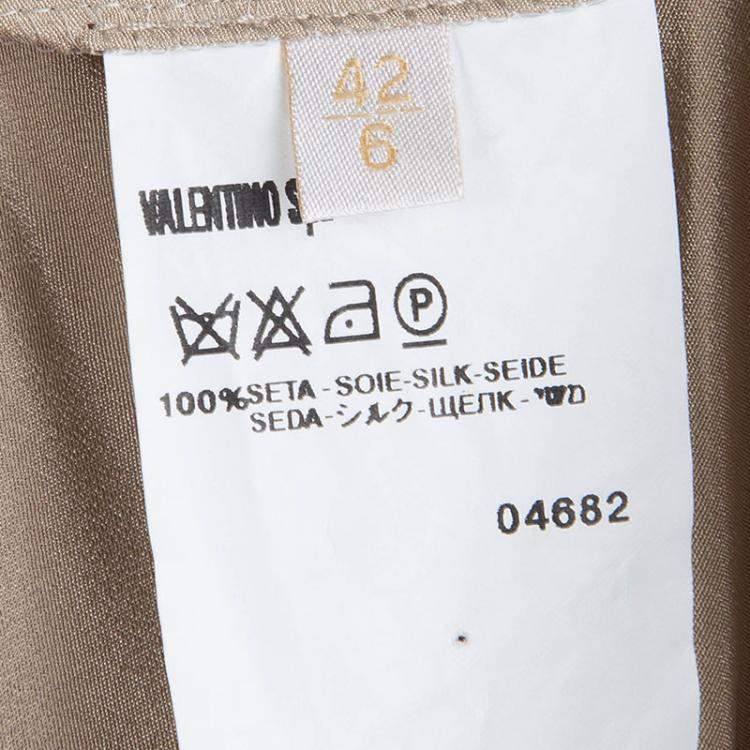 42
6
VALENTINO S.p.
P
100%SETA-SOIE-SILK-SEIDE
SEDA-シルク-ЩЕЛК-משי
04682